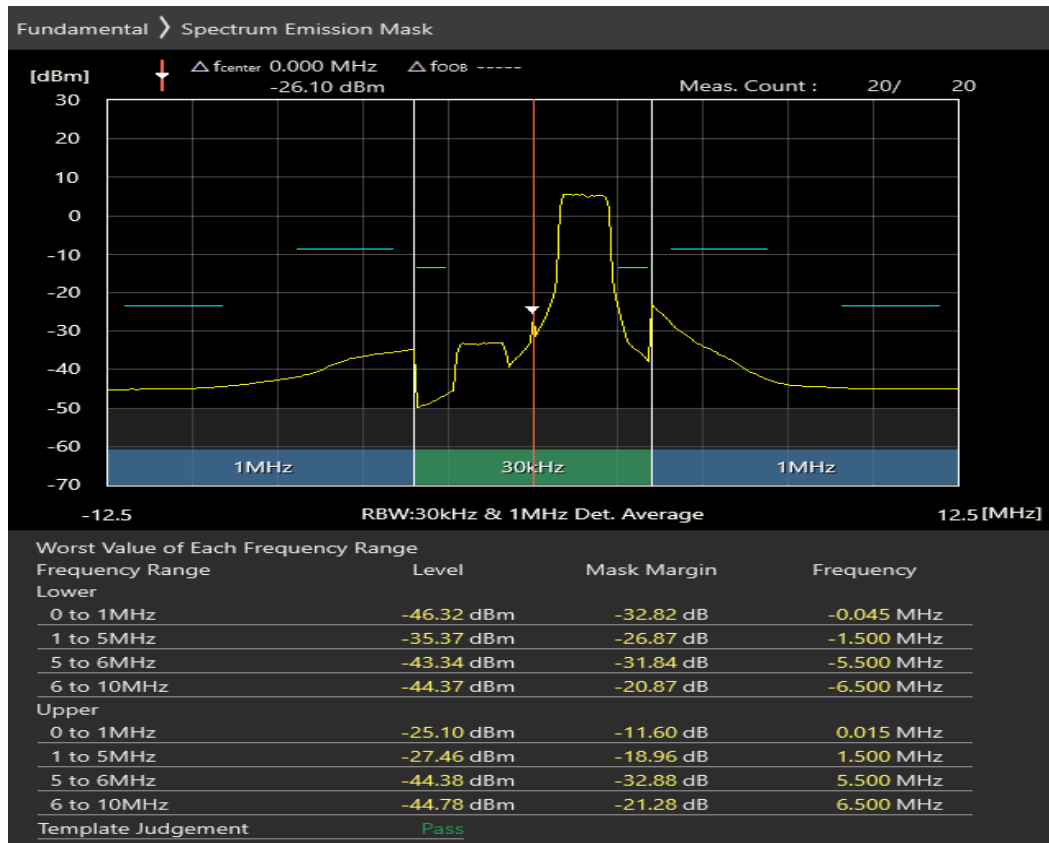 Fundamental ❭ Spectrum Emission Mask
[dBm]
△ fcenter 0.000 MHz △ fOOB -----
-26.10 dBm
Meas. Count : 20/ 20
30
20
10
0
-10
-20
-30
-40
-50
-60
-70
1MHz 30kHz 1MHz
-12.5 RBW:30kHz & 1MHz Det. Average 12.5 [MHz]
Worst Value of Each Frequency Range
Frequency Range Level Mask Margin Frequency
Lower
0 to 1MHz -46.32 dBm -32.82 dB -0.045 MHz
1 to 5MHz -35.37 dBm -26.87 dB -1.500 MHz
5 to 6MHz -43.34 dBm -31.84 dB -5.500 MHz
6 to 10MHz -44.37 dBm -20.87 dB -6.500 MHz
Upper
0 to 1MHz -25.10 dBm -11.60 dB 0.015 MHz
1 to 5MHz -27.46 dBm -18.96 dB 1.500 MHz
5 to 6MHz -44.38 dBm -32.88 dB 5.500 MHz
6 to 10MHz -44.78 dBm -21.28 dB 6.500 MHz
Template Judgement Pass